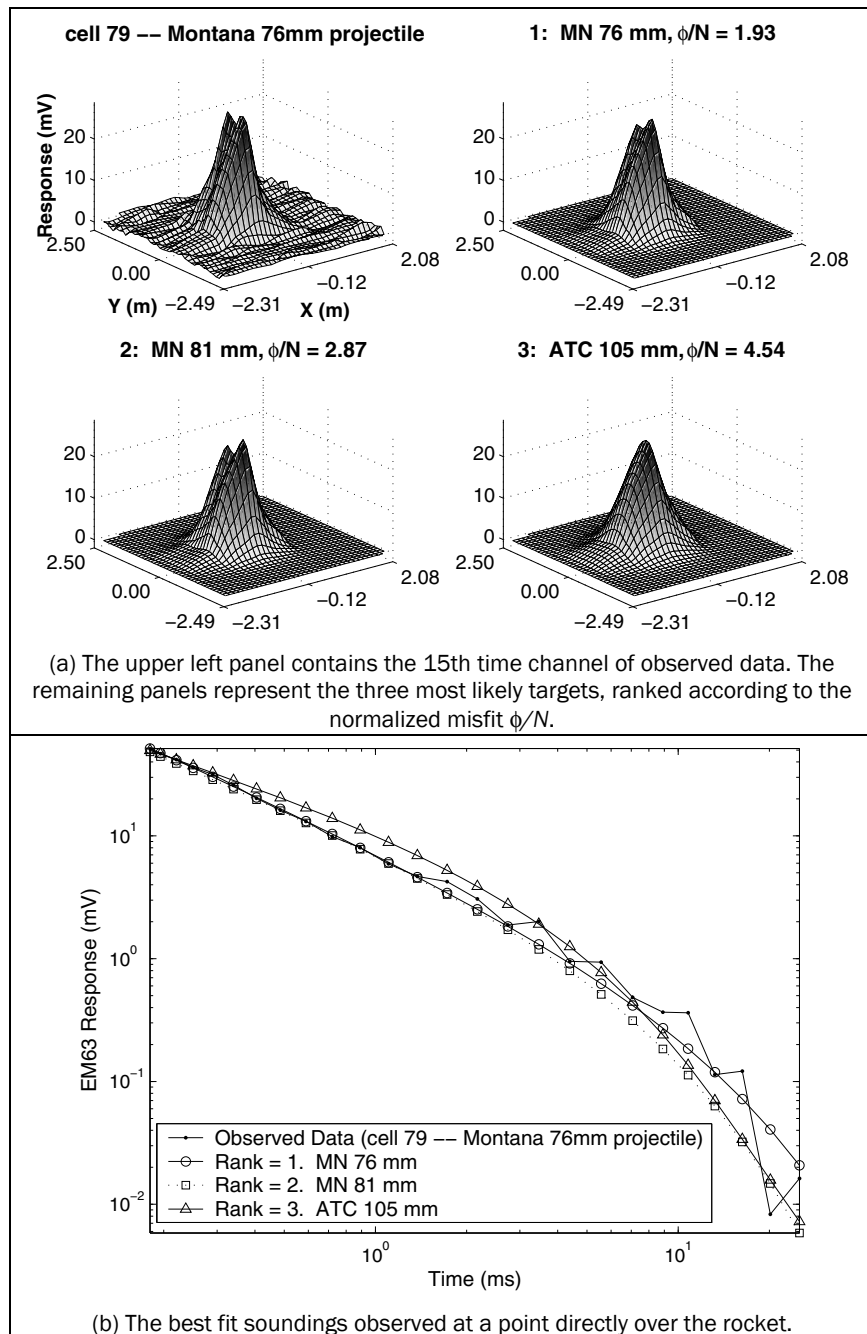 cell 79 −− Montana 76mm projectile
Response (mV)
20
10
0
2.50
0.00
−2.49
Y (m)
−2.31
−0.12
2.08
X (m)
1: MN 76 mm, ϕ/N = 1.93
20
10
0
2.50
0.00
−2.49
−2.31
−0.12
2.08
2: MN 81 mm, ϕ/N = 2.87
20
10
0
2.50
0.00
−2.49
−2.31
−0.12
2.08
3: ATC 105 mm, ϕ/N = 4.54
20
10
0
2.50
0.00
−2.49
−2.31
−0.12
2.08
(a) The upper left panel contains the 15th time channel of observed data. The
remaining panels represent the three most likely targets, ranked according to the
normalized misfit ϕ/N.
EM63 Response (mV)
10^1
10^0
10^−1
10^−2
Observed Data (cell 79 −− Montana 76mm projectile)
Rank = 1. MN 76 mm
Rank = 2. MN 81 mm
Rank = 3. ATC 105 mm
10^0
10^1
Time (ms)
(b) The best fit soundings observed at a point directly over the rocket.